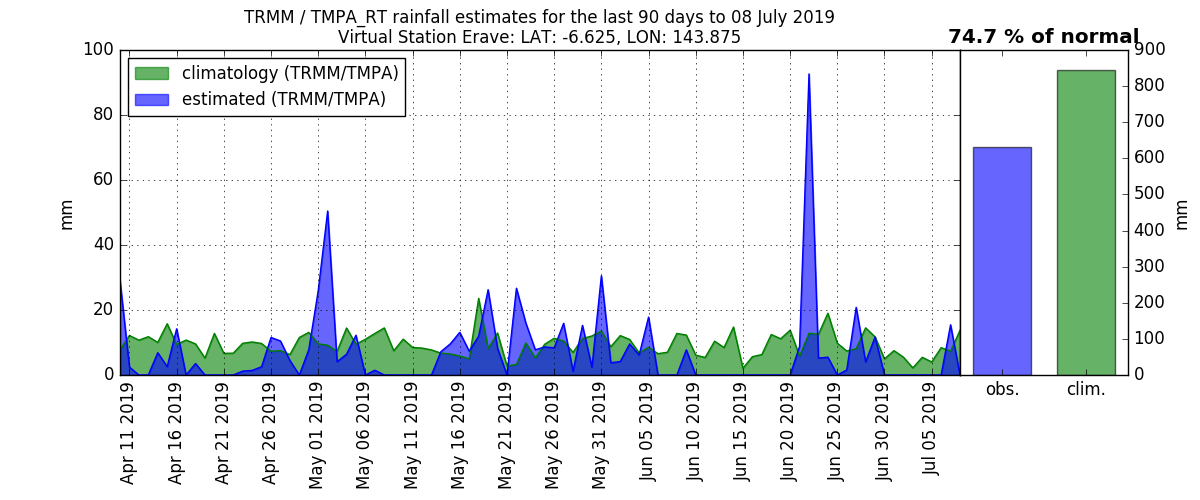 TRMM / TMPA_RT rainfall estimates for the last 90 days to 08 July 2019
Virtual Station Erave: LAT: -6.625, LON: 143.875
74.7 % of normal
climatology (TRMM/TMPA)
estimated (TRMM/TMPA)
100
80
60
40
20
0
mm
Apr 11 2019
Apr 16 2019
Apr 21 2019
Apr 26 2019
May 01 2019
May 06 2019
May 11 2019
May 16 2019
May 21 2019
May 26 2019
May 31 2019
Jun 05 2019
Jun 10 2019
Jun 15 2019
Jun 20 2019
Jun 25 2019
Jun 30 2019
Jul 05 2019
obs.
clim.
900
800
700
600
500
400
300
200
100
0
mm